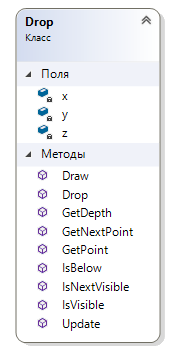 Drop
Класс
Поля
x
y
z
Методы
Draw
Drop
GetDepth
GetNextPoint
GetPoint
IsBelow
IsNextVisible
IsVisible
Update